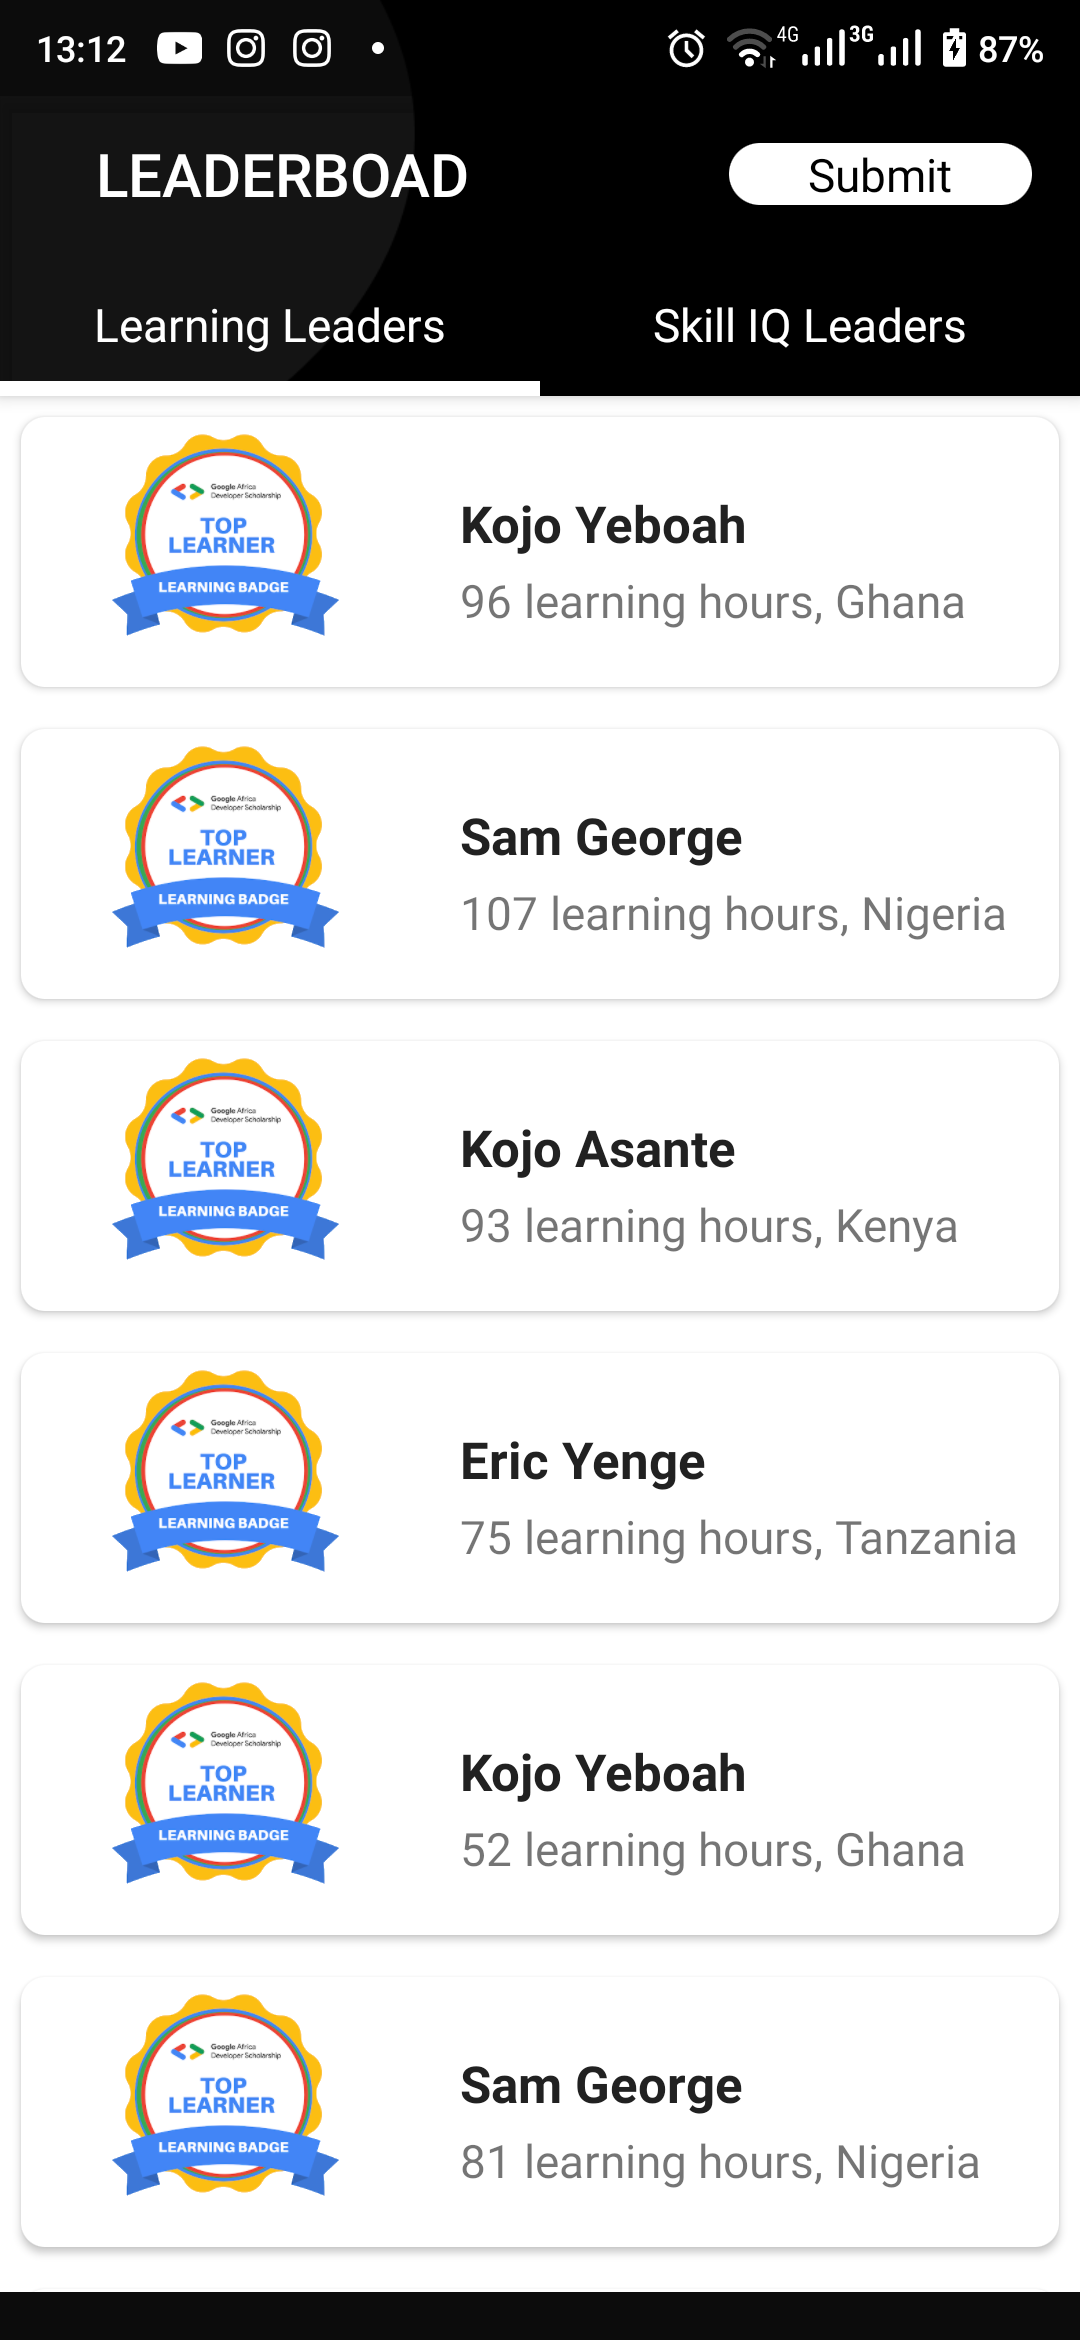 13:12 4G 3G 87%
LEADERBOAD Submit
Learning Leaders Skill IQ Leaders
Google Africa
Developer Scholarship
TOP
LEARNER
LEARNING BADGE
Kojo Yeboah
96 learning hours, Ghana
Google Africa
Developer Scholarship
TOP
LEARNER
LEARNING BADGE
Sam George
107 learning hours, Nigeria
Google Africa
Developer Scholarship
TOP
LEARNER
LEARNING BADGE
Kojo Asante
93 learning hours, Kenya
Google Africa
Developer Scholarship
TOP
LEARNER
LEARNING BADGE
Eric Yenge
75 learning hours, Tanzania
Google Africa
Developer Scholarship
TOP
LEARNER
LEARNING BADGE
Kojo Yeboah
52 learning hours, Ghana
Google Africa
Developer Scholarship
TOP
LEARNER
LEARNING BADGE
Sam George
81 learning hours, Nigeria